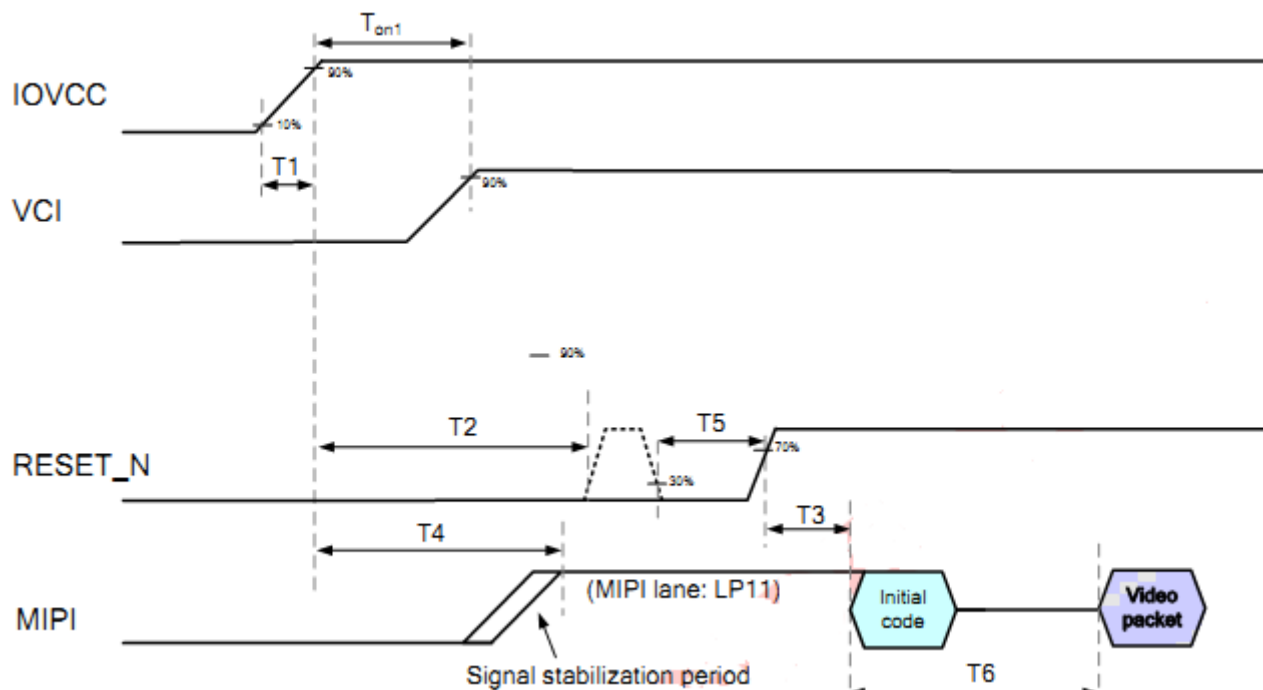 Ton1
90%
IOVCC
10%
T1
90%
VCI
90%
T2
T5
70%
RESET_N
30%
T3
T4
(MIPI lane: LP11)
Initial
code
Video
packet
MIPI
Signal stabilization period
T6